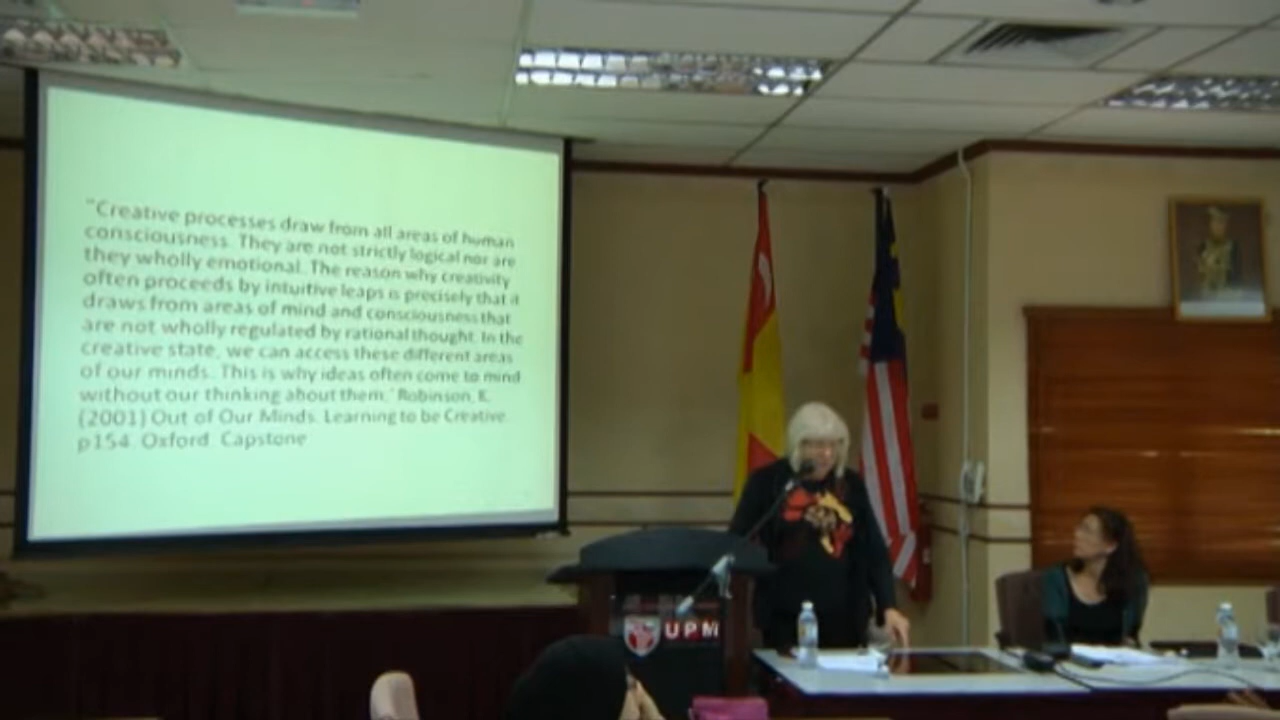 "Creative processes draw from all areas of human
consciousness. They are not strictly logical nor are
they wholly emotional. The reason why creativity
often proceeds by intuitive leaps is precisely that it
draws from areas of mind and consciousness that
are not wholly regulated by rational thought. In the
creative state, we can access these different areas
of our minds. This is why ideas often come to mind
without our thinking about them." Robinson, K.
(2001) Out of Our Minds. Learning to be Creative.
p154. Oxford. Capstone
UPM